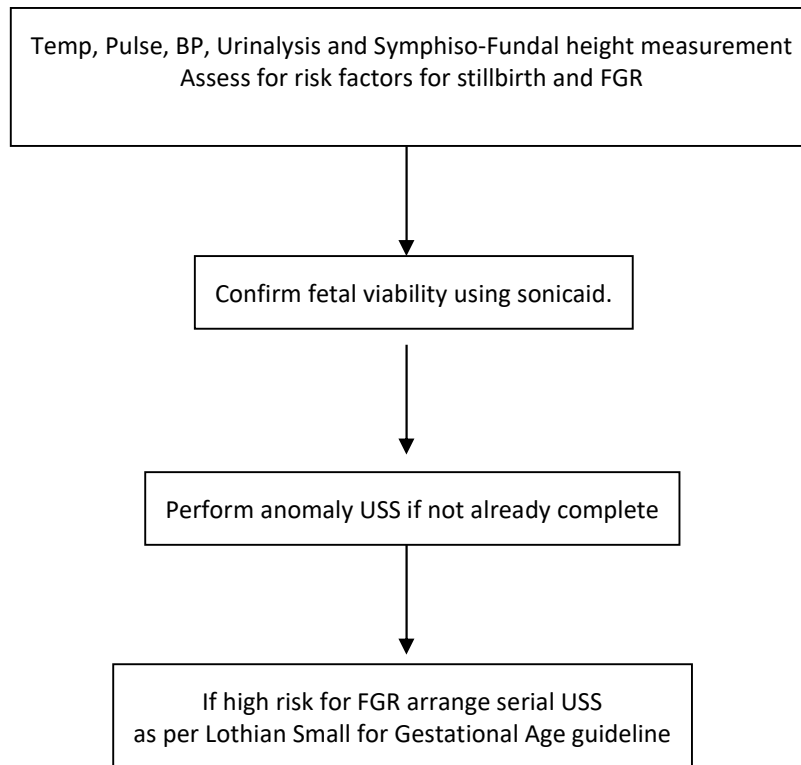 Temp, Pulse, BP, Urinalysis and Symphiso-Fundal height measurement
Assess for risk factors for stillbirth and FGR
Confirm fetal viability using sonicaid.
Perform anomaly USS if not already complete
If high risk for FGR arrange serial USS
as per Lothian Small for Gestational Age guideline